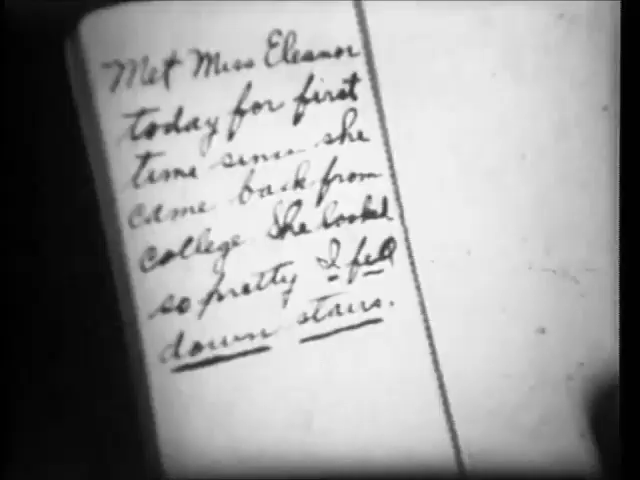 Met Miss Eleanor
today for first
time since she
came back from
college. She looked
so pretty I fell
down stairs.